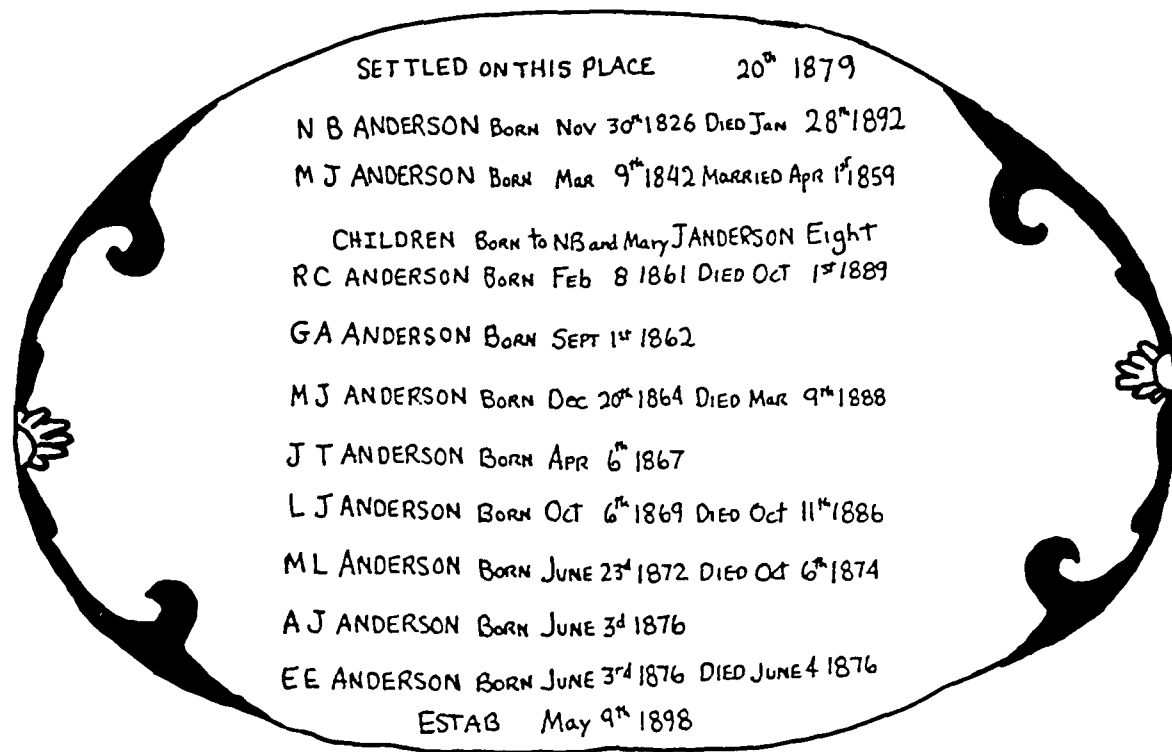 SETTLED ON THIS PLACE 20th 1879
N B ANDERSON BORN NOV 30th 1826 DIED JAN 28th 1892
M J ANDERSON BORN MAR 9th 1842 MARRIED APR 1st 1859
CHILDREN BORN to NB and Mary J ANDERSON Eight
R C ANDERSON BORN Feb 8 1861 DIED OCT 1st 1889
G A ANDERSON BORN SEPT 1st 1862
M J ANDERSON BORN Dec 20th 1864 DIED MAR 9th 1888
J T ANDERSON BORN APR 6th 1867
L J ANDERSON BORN OCT 6th 1869 DIED Oct 11th 1886
M L ANDERSON BORN JUNE 23d 1872 DIED Oct 6th 1874
A J ANDERSON BORN JUNE 3d 1876
E E ANDERSON BORN JUNE 3rd 1876 DIED JUNE 4 1876
ESTAB May 9th 1898